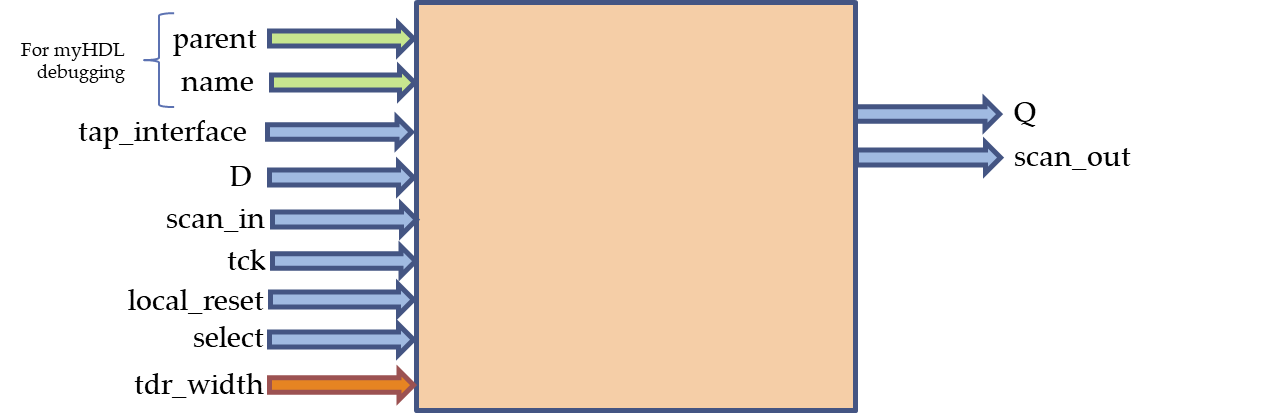 For myHDL
debugging
parent
name
tap_interface
D
scan_in
tck
local_reset
select
tdr_width
Q
scan_out